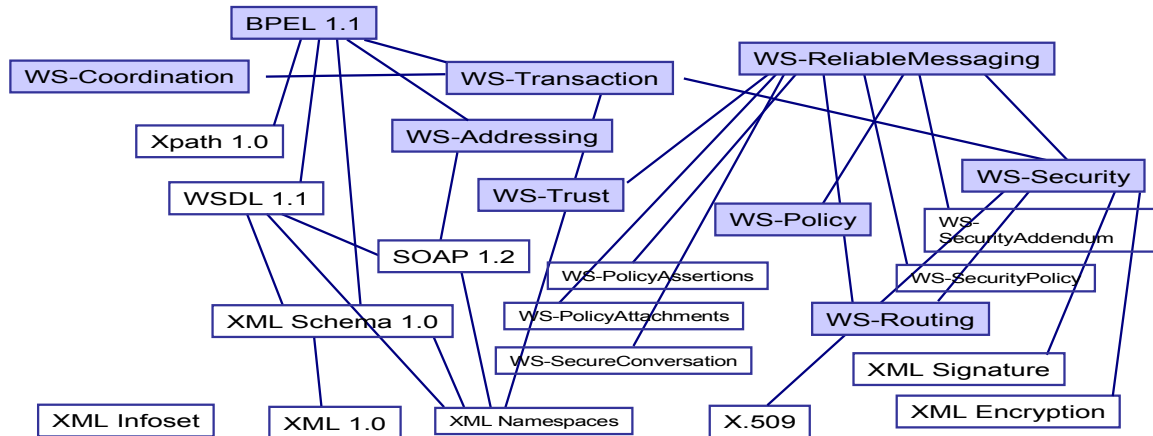 BPEL 1.1
WS-ReliableMessaging
WS-Coordination
WS-Transaction
Xpath 1.0
WS-Addressing
WS-Security
WSDL 1.1
WS-Trust
WS-Policy
WS-
SecurityAddendum
SOAP 1.2
WS-PolicyAssertions
WS-SecurityPolicy
XML Schema 1.0
WS-PolicyAttachments
WS-Routing
WS-SecureConversation
XML Signature
XML Infoset
XML 1.0
XML Namespaces
X.509
XML Encryption